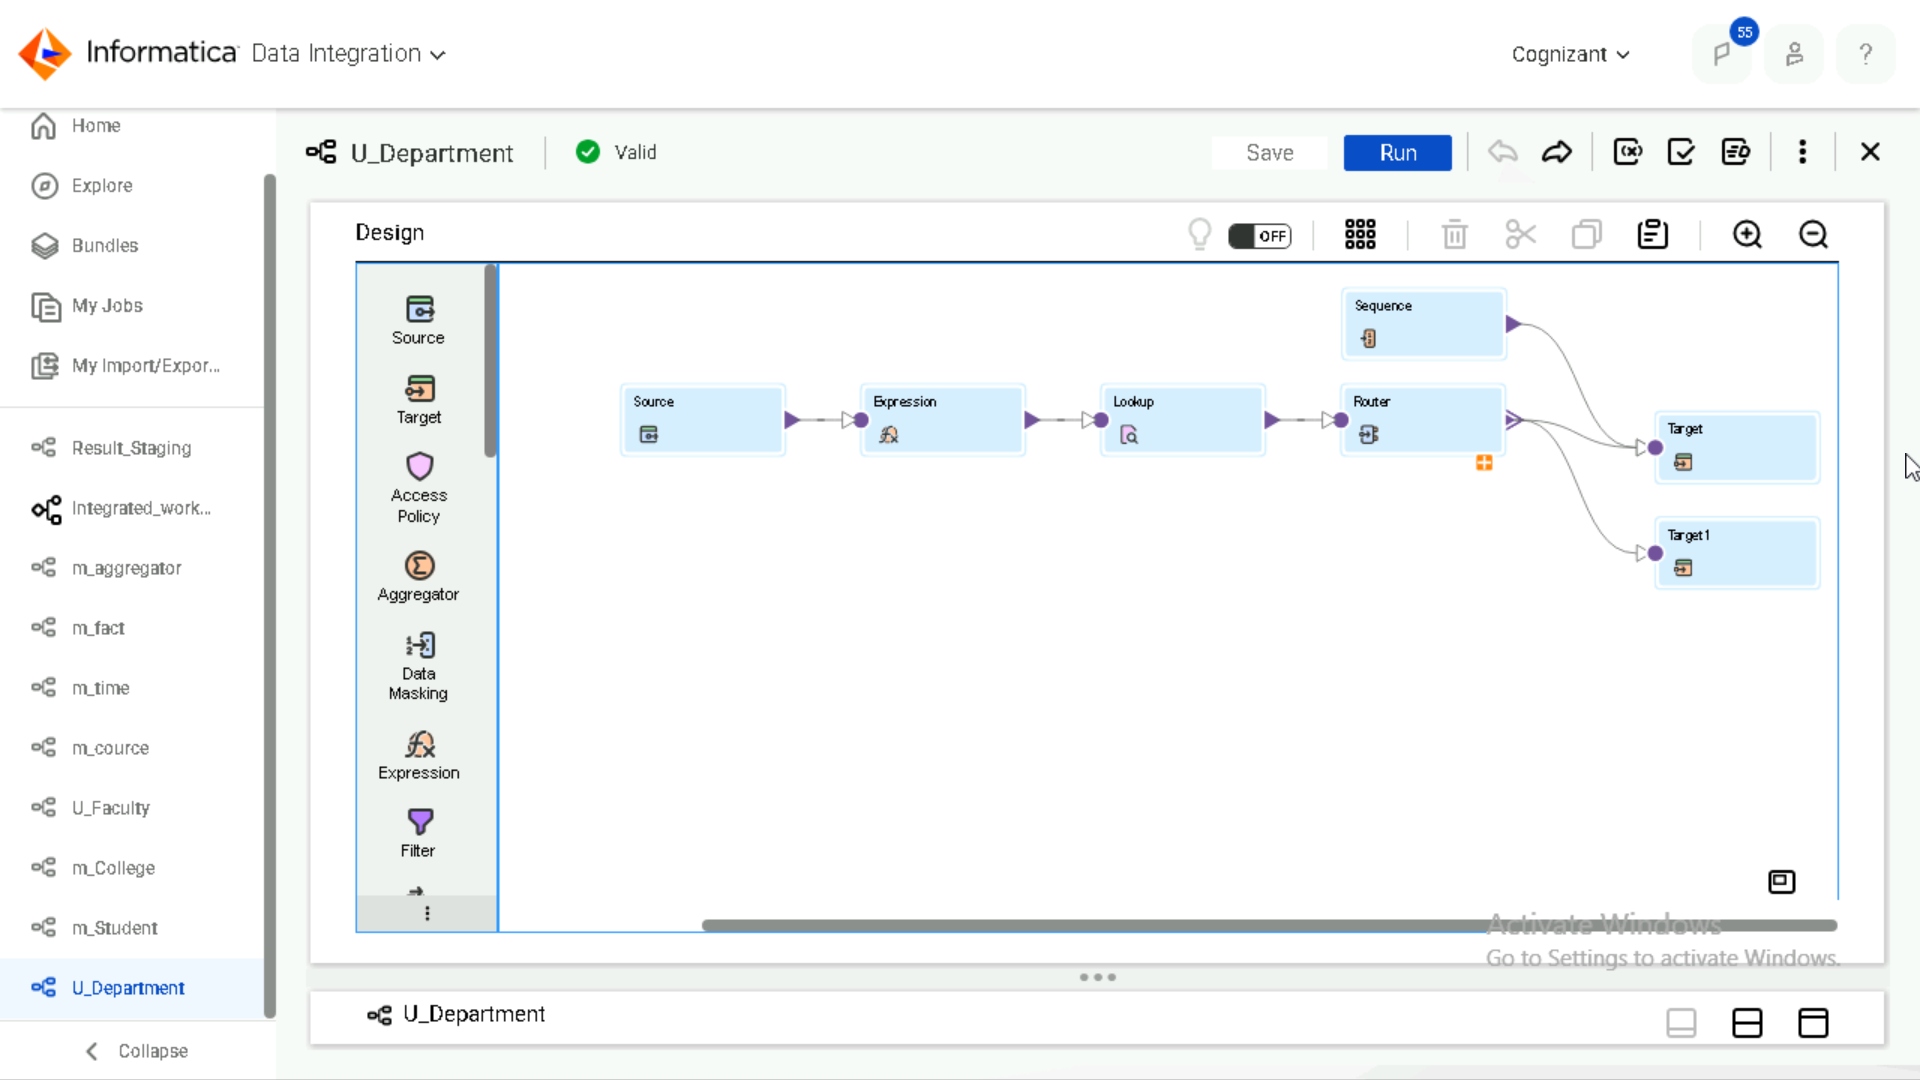 Informatica Data Integration
Cognizant
55
?
Home
Explore
Bundles
My Jobs
My Import/Expor...
Result_Staging
Integrated_work...
m_aggregator
m_fact
m_time
m_cource
U_Faculty
m_College
m_Student
U_Department
Collapse
U_Department
Valid
Save
Run
Design
OFF
Source
Target
Access
Policy
Aggregator
Data
Masking
Expression
Filter
Source
Expression
Lookup
Sequence
Router
Target
Target1
Activate Windows
Go to Settings to activate Windows.
U_Department